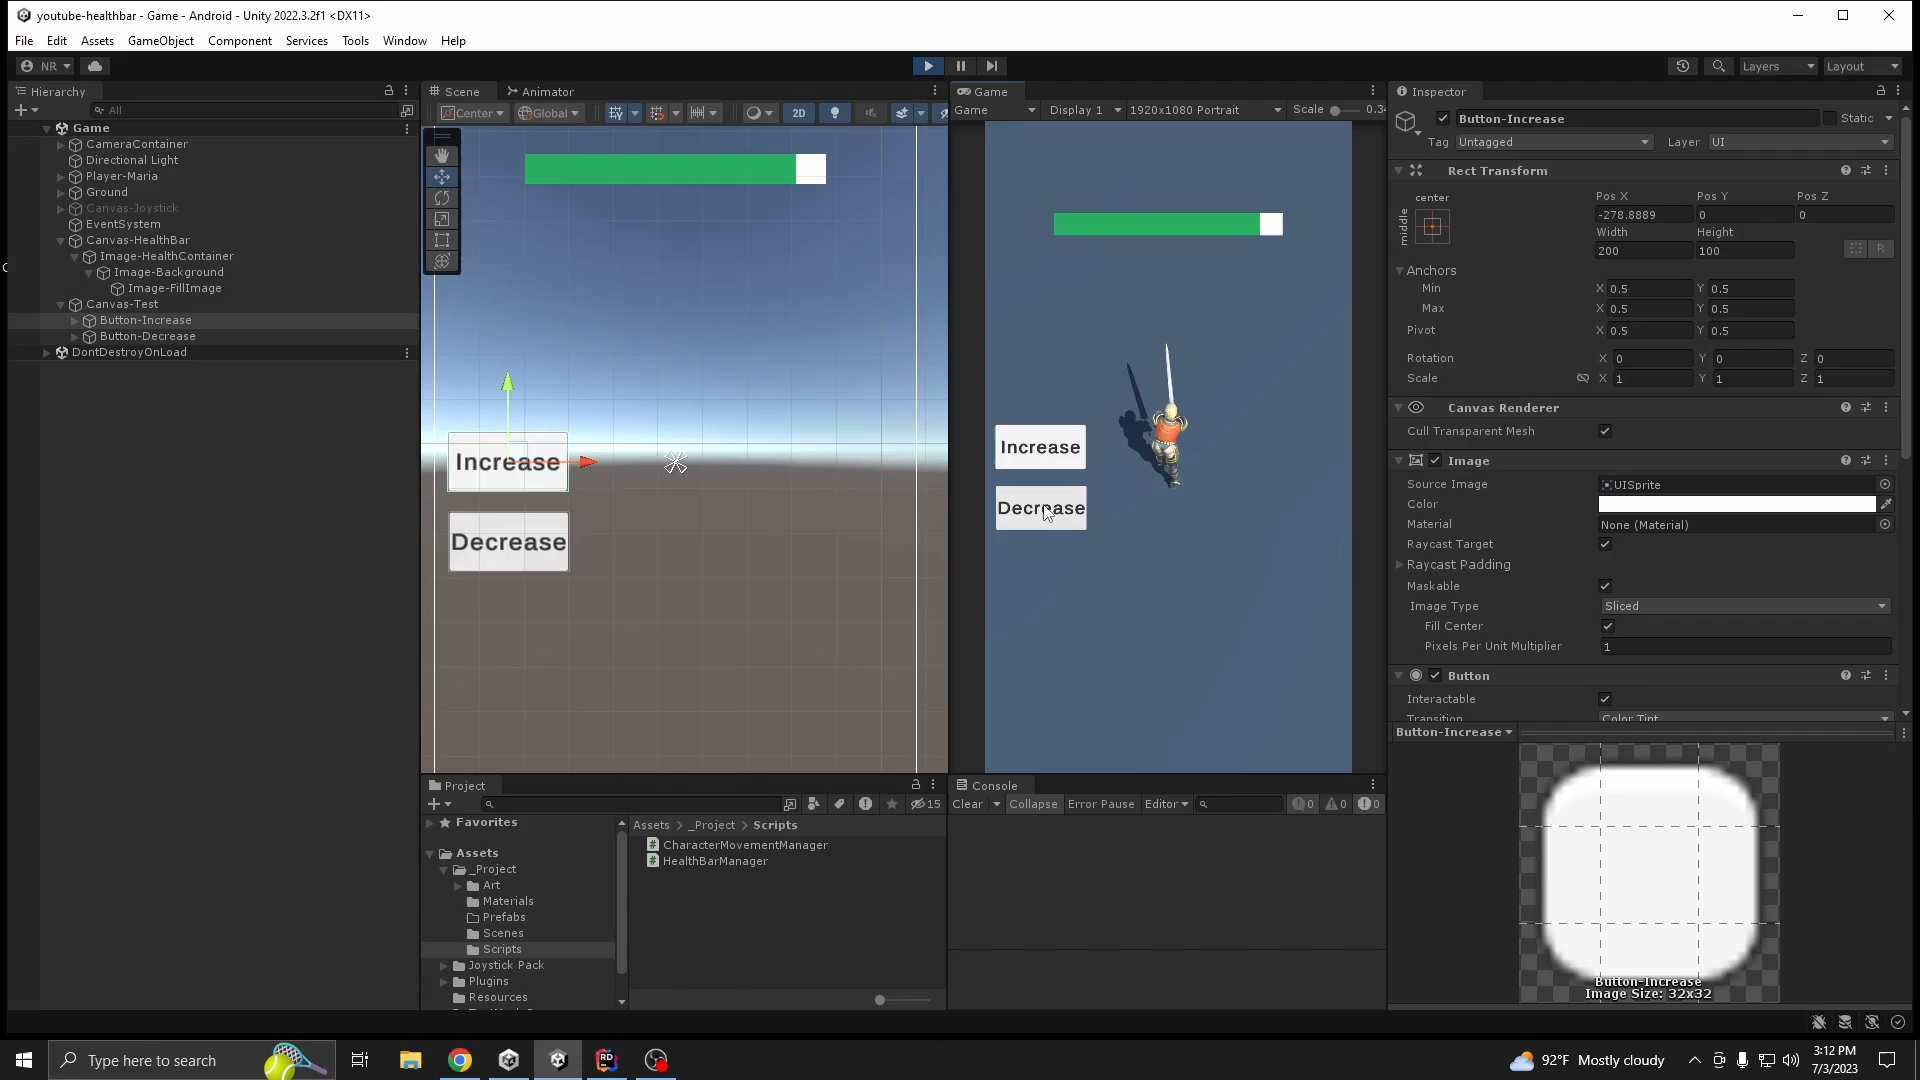 youtube-healthbar - Game - Android - Unity 2022.3.2f1 <DX11>
File Edit Assets GameObject Component Services Tools Window Help
NR
Layers Layout
Hierarchy
All
Game
CameraContainer
Directional Light
Player-Maria
Ground
Canvas-Joystick
EventSystem
Canvas-HealthBar
Image-HealthContainer
Image-Background
Image-FillImage
Canvas-Test
Button-Increase
Button-Decrease
DontDestroyOnLoad
Scene Animator
Center Global 2D
Increase
Decrease
Game
Game Display 1 1920x1080 Portrait Scale 0.34
Increase
Decrease
Inspector
Button-Increase Static
Tag Untagged Layer UI
Rect Transform
center Pos X Pos Y Pos Z
middle -278.8889 0 0
Width Height
200 100 R
Anchors
Min X 0.5 Y 0.5
Max X 0.5 Y 0.5
Pivot X 0.5 Y 0.5
Rotation X 0 Y 0 Z 0
Scale X 1 Y 1 Z 1
Canvas Renderer
Cull Transparent Mesh
Image
Source Image UISprite
Color
Material None (Material)
Raycast Target
Raycast Padding
Maskable
Image Type Sliced
Fill Center
Pixels Per Unit Multiplier 1
Button
Interactable
Transition Color Tint
Button-Increase
Button-Increase
Image Size: 32x32
Project
15
Favorites
Assets
_Project
Art
Materials
Prefabs
Scenes
Scripts
Joystick Pack
Plugins
Resources
Assets > _Project > Scripts
CharacterMovementManager
HealthBarManager
Console
Clear Collapse Error Pause Editor 0 0 0
Type here to search
RD
92°F Mostly cloudy
3:12 PM
7/3/2023